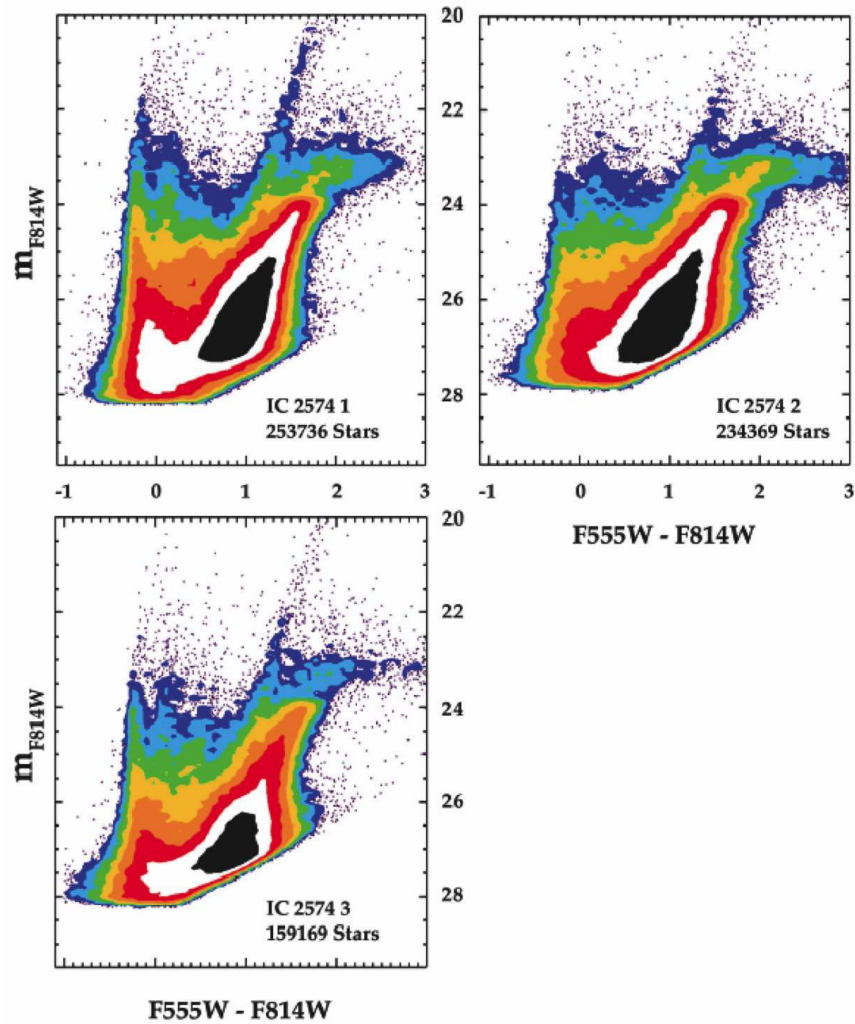 20
22
24
26
28
m_F814W
IC 2574 1
253736 Stars
-1 0 1 2 3
IC 2574 2
234369 Stars
-1 0 1 2 3
F555W - F814W
20
22
24
26
28
m_F814W
IC 2574 3
159169 Stars
F555W - F814W